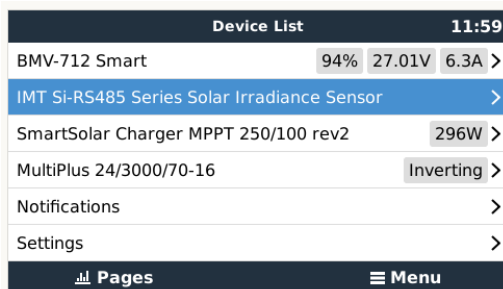 Device List 11:59
BMV-712 Smart 94% 27.01V 6.3A
IMT Si-RS485 Series Solar Irradiance Sensor
SmartSolar Charger MPPT 250/100 rev2 296W
MultiPlus 24/3000/70-16 Inverting
Notifications
Settings
Pages Menu